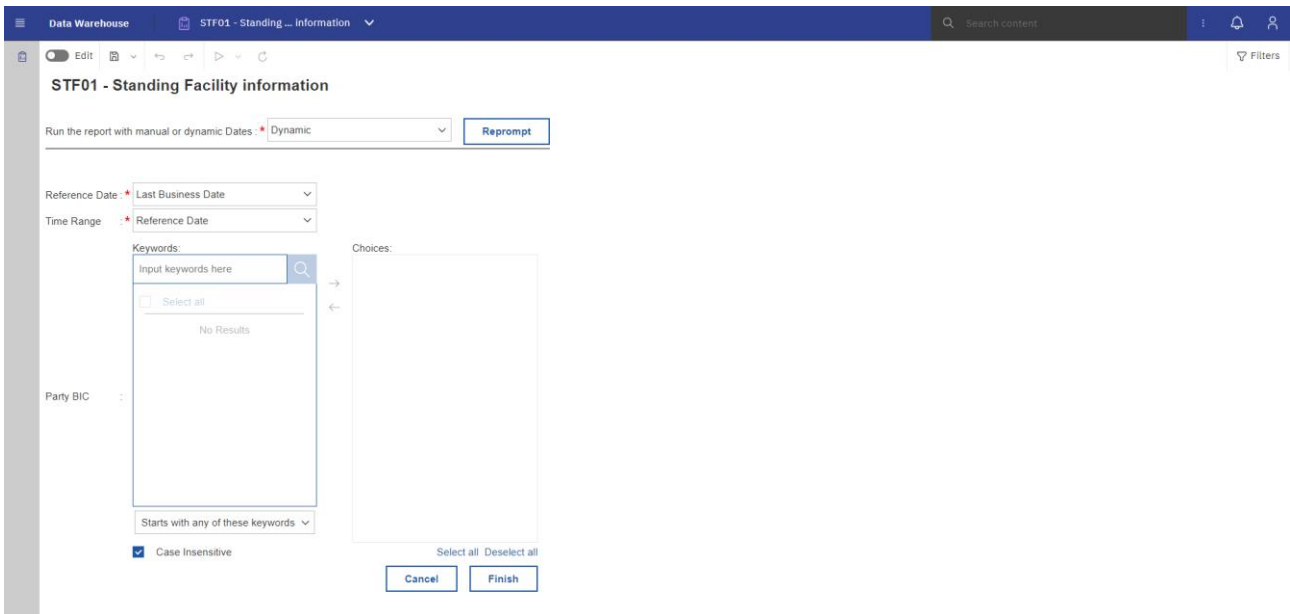 Data Warehouse STF01 - Standing ... information Search content
Edit Filters
STF01 - Standing Facility information
Run the report with manual or dynamic Dates : * Dynamic Reprompt
Reference Date : * Last Business Date
Time Range : * Reference Date
Keywords: Choices:
Input keywords here
Select all
No Results
Party BIC :
Starts with any of these keywords
Case Insensitive Select all Deselect all
Cancel Finish